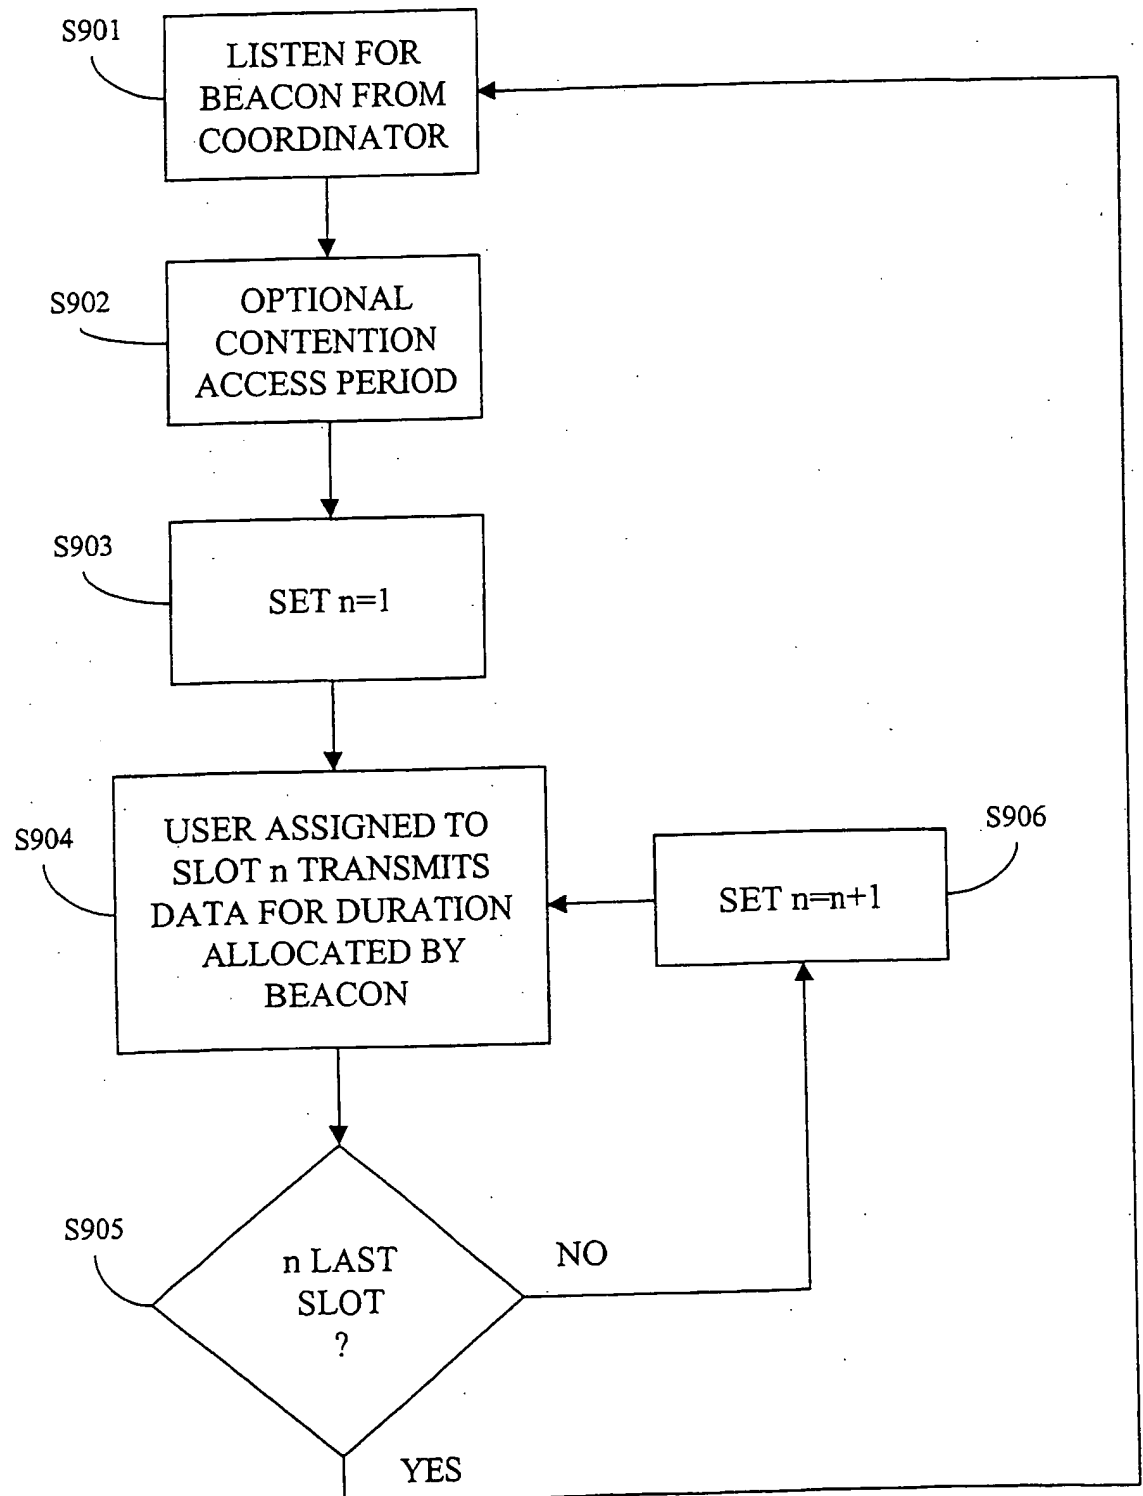 S901
LISTEN FOR
BEACON FROM
COORDINATOR
S902
OPTIONAL
CONTENTION
ACCESS PERIOD
S903
SET n=1
S904
USER ASSIGNED TO
SLOT n TRANSMITS
DATA FOR DURATION
ALLOCATED BY
BEACON
S906
SET n=n+1
S905
n LAST
SLOT
?
NO
YES